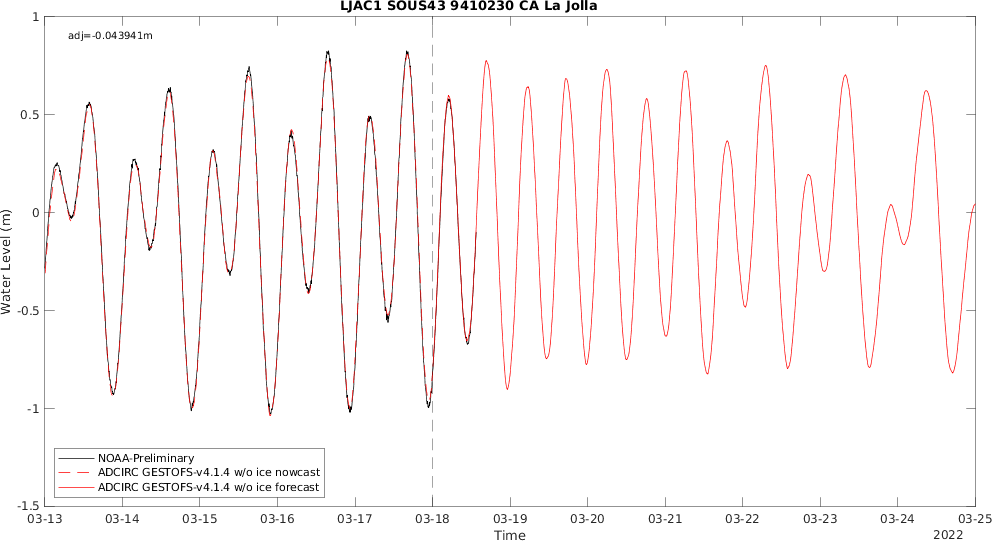 LJAC1 SOUS43 9410230 CA La Jolla
adj=-0.043941m
1
0.5
0
-0.5
-1
-1.5
Water Level (m)
NOAA-Preliminary
ADCIRC GESTOFS-v4.1.4 w/o ice nowcast
ADCIRC GESTOFS-v4.1.4 w/o ice forecast
03-13 03-14 03-15 03-16 03-17 03-18 03-19 03-20 03-21 03-22 03-23 03-24 03-25
Time
2022